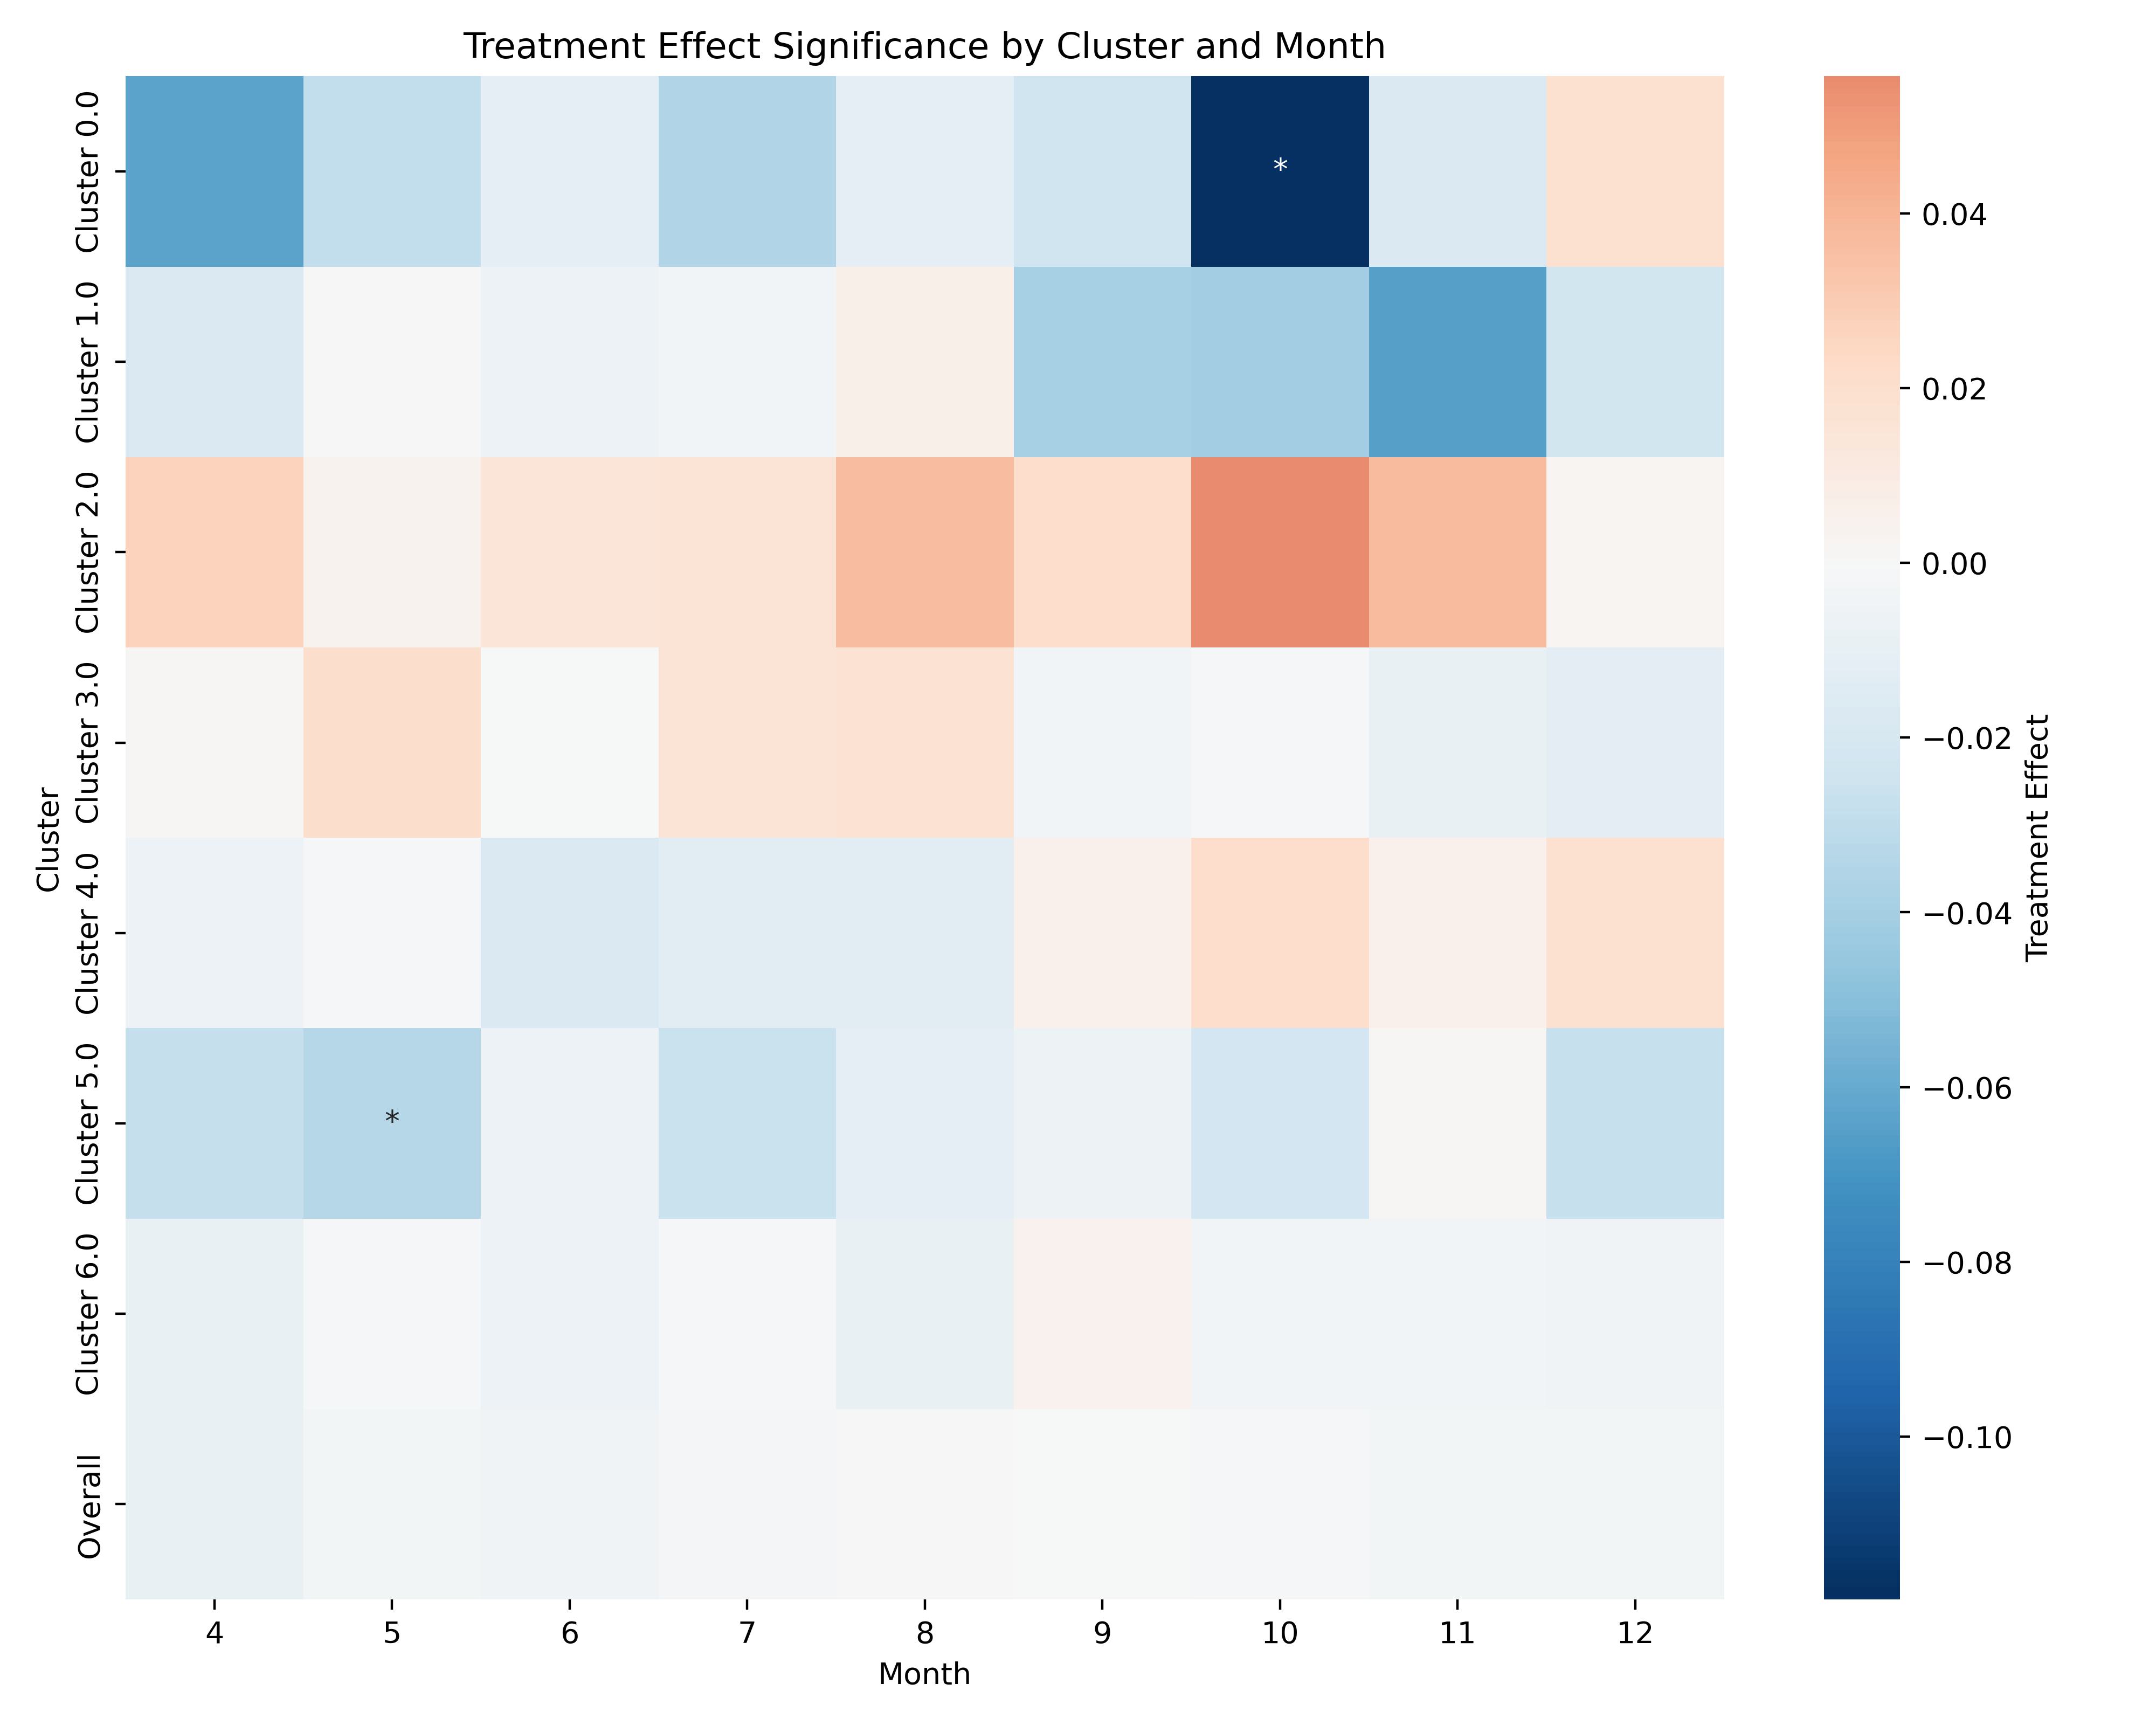 Treatment Effect Significance by Cluster and Month
Cluster
Cluster 0.0
Cluster 1.0
Cluster 2.0
Cluster 3.0
Cluster 4.0
Cluster 5.0
Cluster 6.0
Overall
*
*
4 5 6 7 8 9 10 11 12
Month
0.04
0.02
0.00
−0.02
−0.04
−0.06
−0.08
−0.10
Treatment Effect